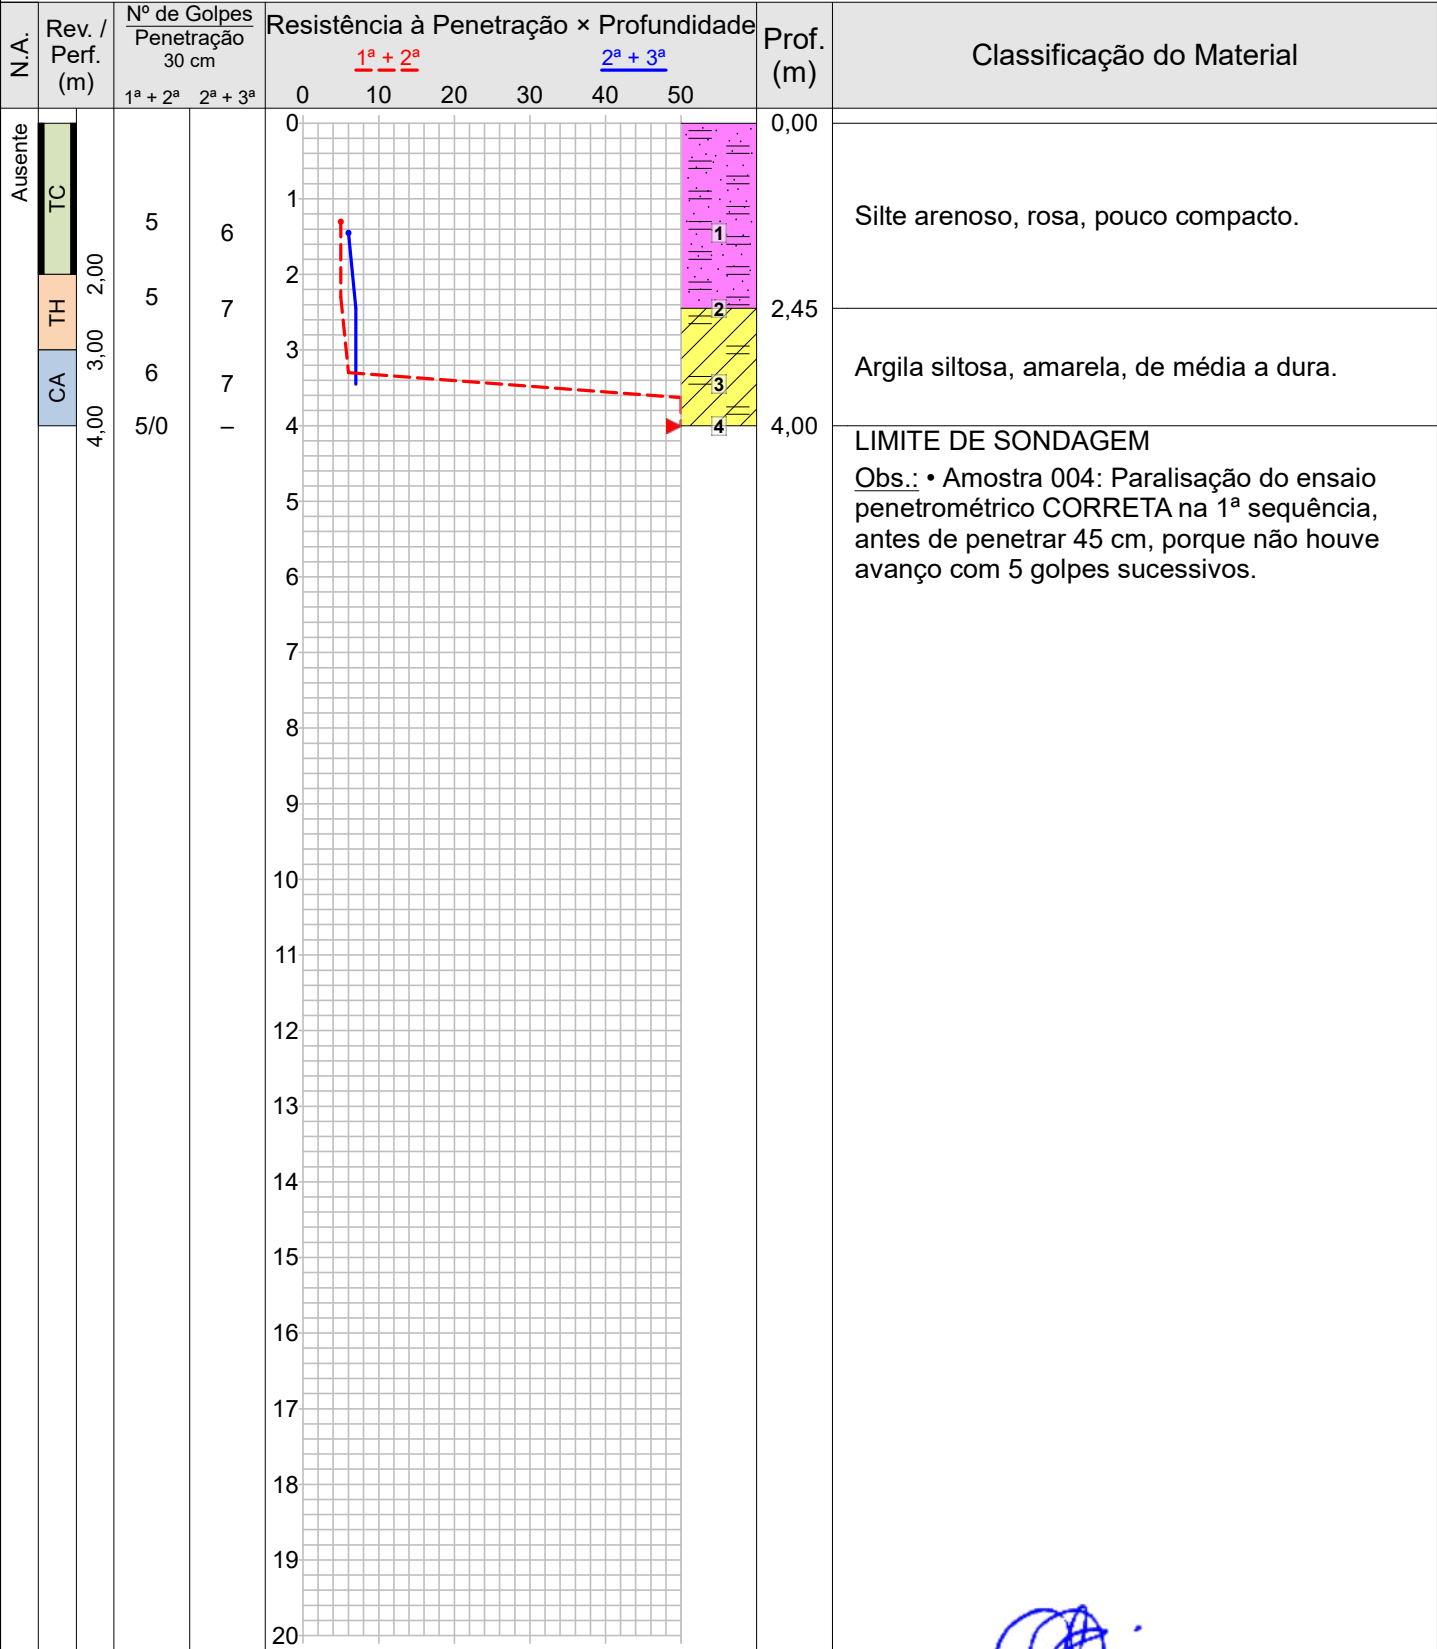 N.A.
Rev. /
Perf.
(m)
Nº de Golpes
Penetração
30 cm
1ª + 2ª 2ª + 3ª
Resistência à Penetração × Profundidade
1ª + 2ª 2ª + 3ª
0 10 20 30 40 50
Prof.
(m)
Classificação do Material
Ausente
TC
2,00
TH
3,00
CA
4,00
5 6
5 7
6 7
5/0 –
0
1
2
3
4
5
6
7
8
9
10
11
12
13
14
15
16
17
18
19
20
1
2
3
4
0,00
Silte arenoso, rosa, pouco compacto.
2,45
Argila siltosa, amarela, de média a dura.
4,00
LIMITE DE SONDAGEM
Obs.: • Amostra 004: Paralisação do ensaio
penetrométrico CORRETA na 1ª sequência,
antes de penetrar 45 cm, porque não houve
avanço com 5 golpes sucessivos.